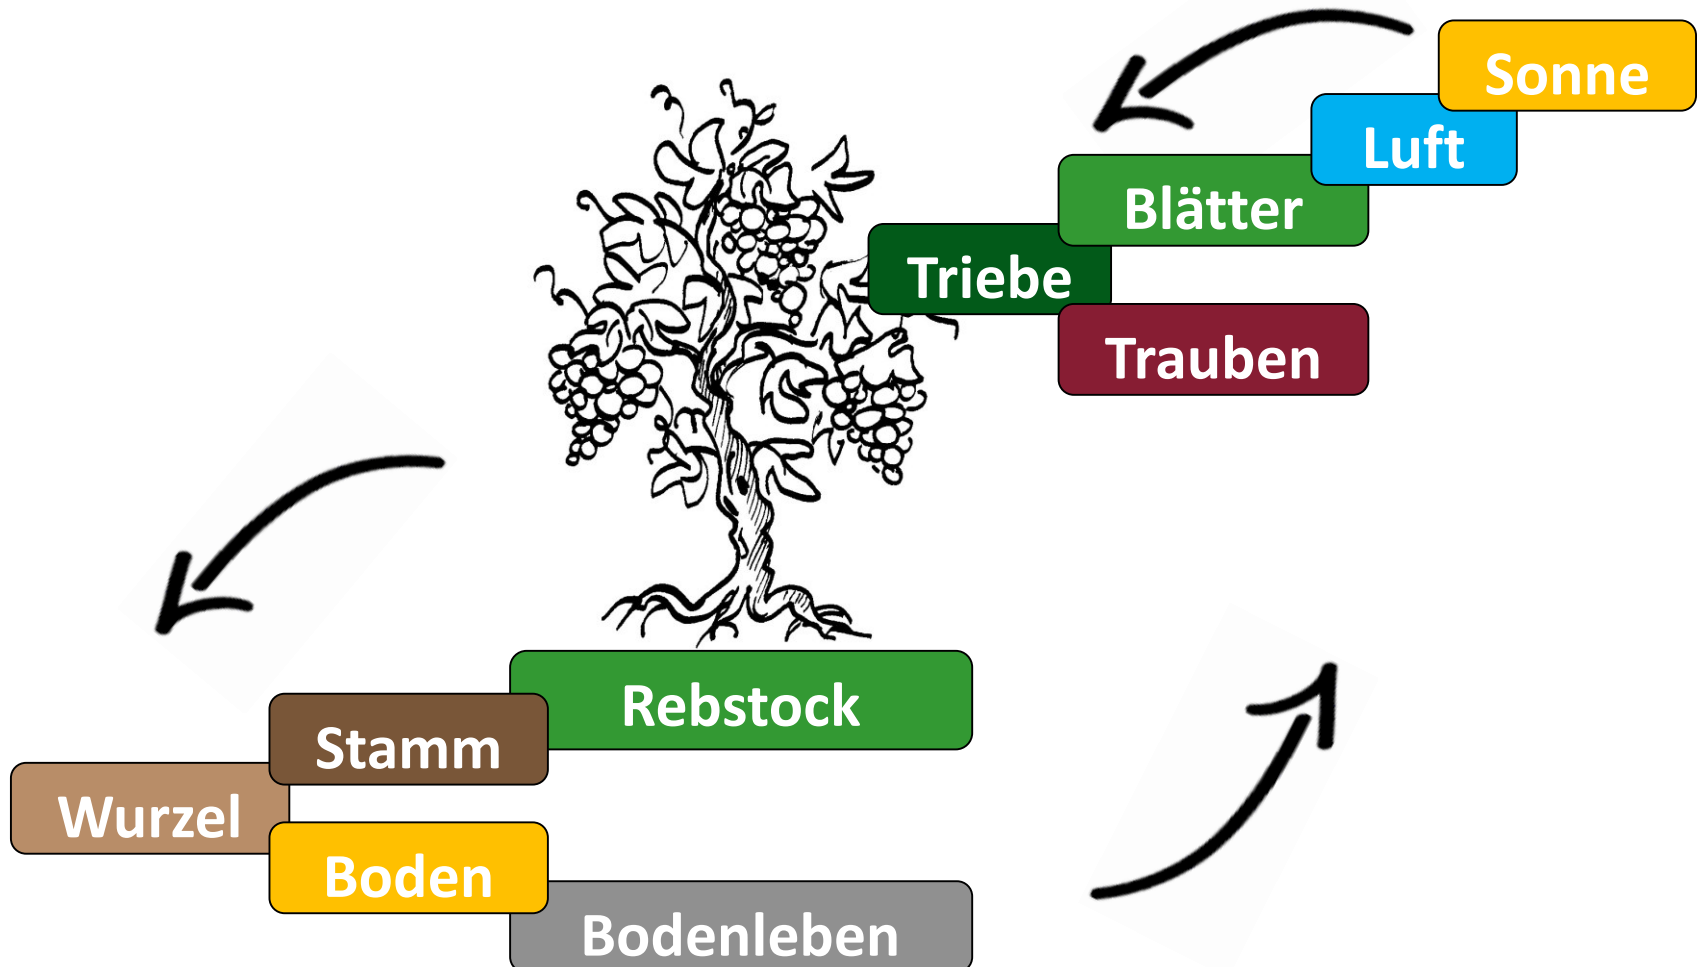 Sonne
Luft
Blätter
Triebe
Trauben
Rebstock
Stamm
Wurzel
Boden
Bodenleben